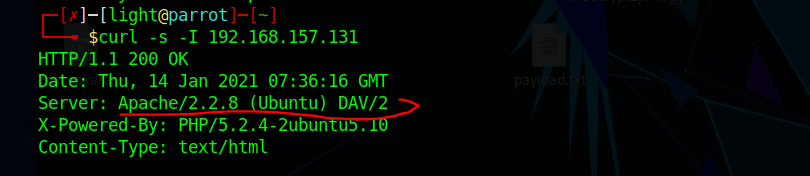 [✗]─[light@parrot]─[~]
$curl -s -I 192.168.157.131
HTTP/1.1 200 OK
Date: Thu, 14 Jan 2021 07:36:16 GMT
Server: Apache/2.2.8 (Ubuntu) DAV/2
X-Powered-By: PHP/5.2.4-2ubuntu5.10
Content-Type: text/html
payload.txt